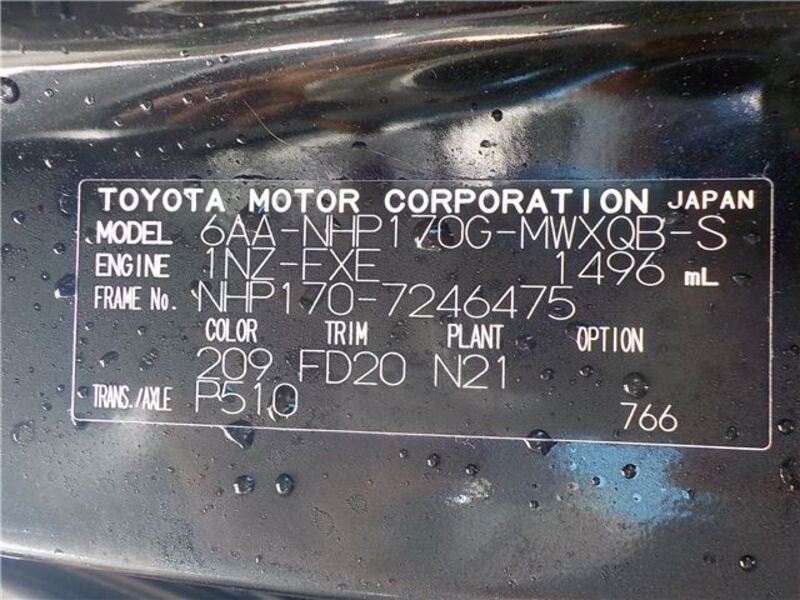 TOYOTA MOTOR CORPORATION JAPAN
MODEL 6AA-NHP170G-MWXQB-S
ENGINE 1NZ-FXE 1496 mL
FRAME No. NHP170-7246475
COLOR TRIM PLANT OPTION
209 FD20 N21
TRANS./AXLE P510 766